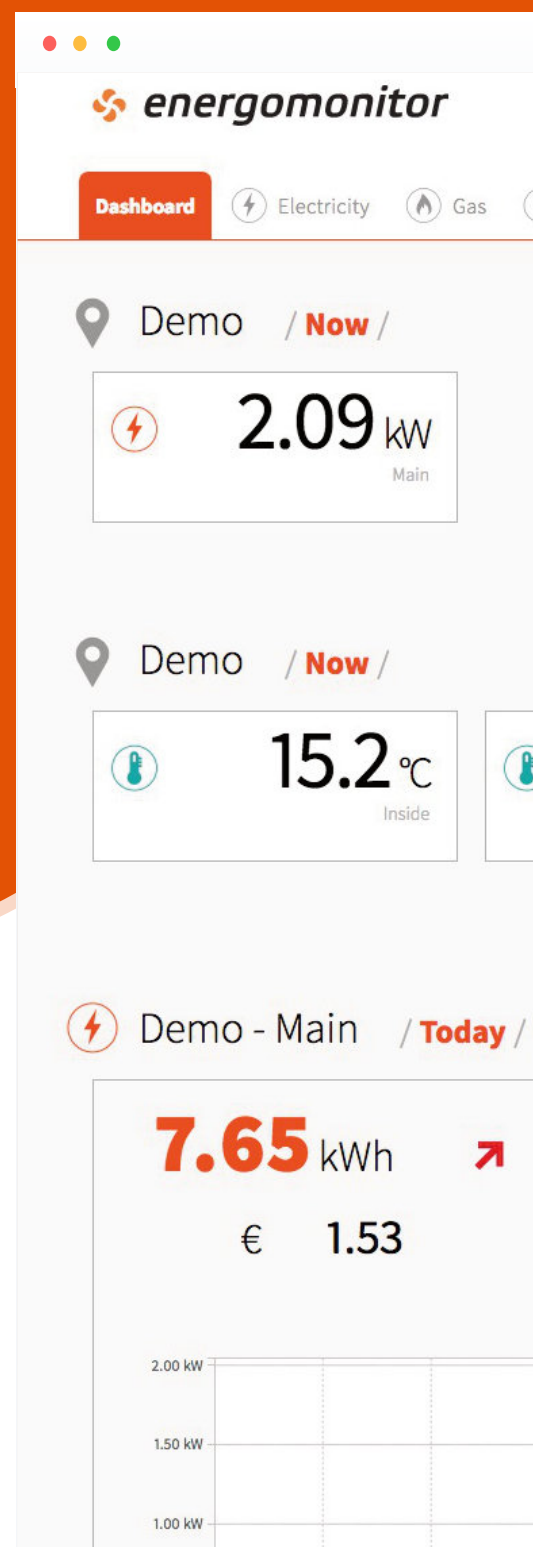 energomonitor
Dashboard Electricity Gas
Demo / Now /
2.09 kW
Main
Demo / Now /
15.2 °C
Inside
Demo - Main / Today /
7.65 kWh
€ 1.53
2.00 kW
1.50 kW
1.00 kW